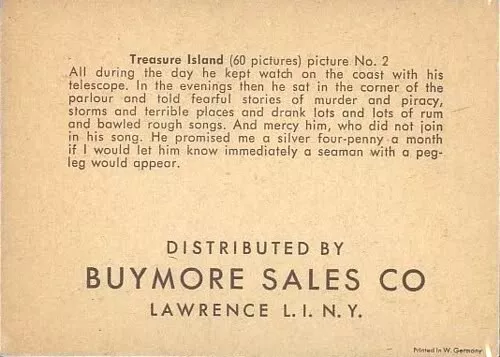 Treasure Island (60 pictures) picture No. 2
All during the day he kept watch on the coast with his
telescope. In the evenings then he sat in the corner of the
parlour and told fearful stories of murder and piracy,
storms and terrible places and drank lots and lots of rum
and bawled rough songs. And mercy him, who did not join
in his song. He promised me a silver four-penny a month
if I would let him know immediately a seaman with a peg-
leg would appear.
DISTRIBUTED BY
BUYMORE SALES CO
LAWRENCE L. I. N. Y.
Printed in W. Germany